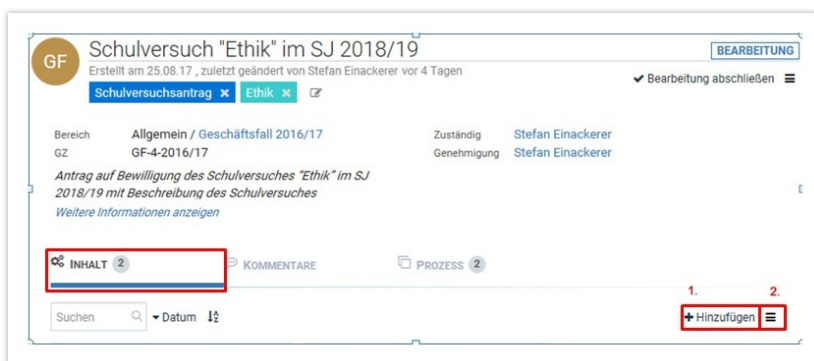 GF
Schulversuch "Ethik" im SJ 2018/19
BEARBEITUNG
Erstellt am 25.08.17 , zuletzt geändert von Stefan Einackerer vor 4 Tagen
Bearbeitung abschließen
Schulversuchsantrag x Ethik x
Bereich Allgemein / Geschäftsfall 2016/17 Zuständig Stefan Einackerer
GZ GF-4-2016/17 Genehmigung Stefan Einackerer
Antrag auf Bewilligung des Schulversuches "Ethik" im SJ
2018/19 mit Beschreibung des Schulversuches
Weitere Informationen anzeigen
INHALT 2 KOMMENTARE PROZESS 2
1. 2.
Suchen Datum + Hinzufügen